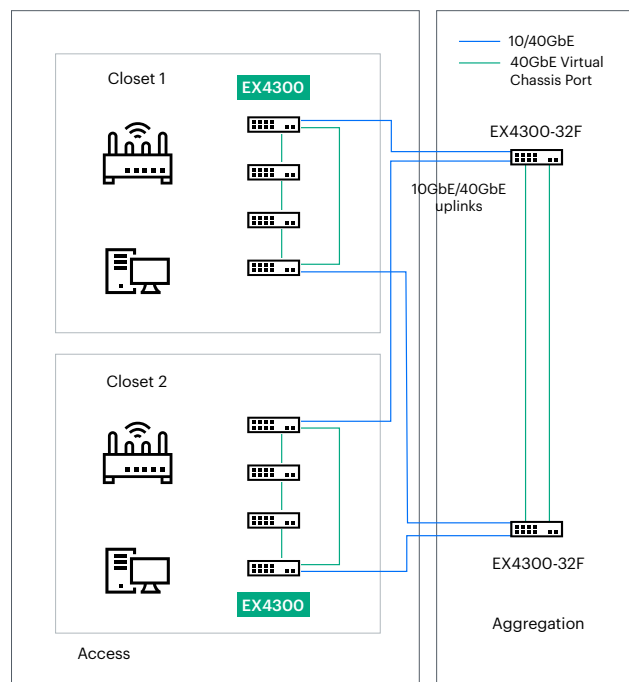 Closet 1
EX4300
10/40GbE
40GbE Virtual
Chassis Port
EX4300-32F
10GbE/40GbE
uplinks
Closet 2
EX4300
EX4300-32F
Aggregation
Access